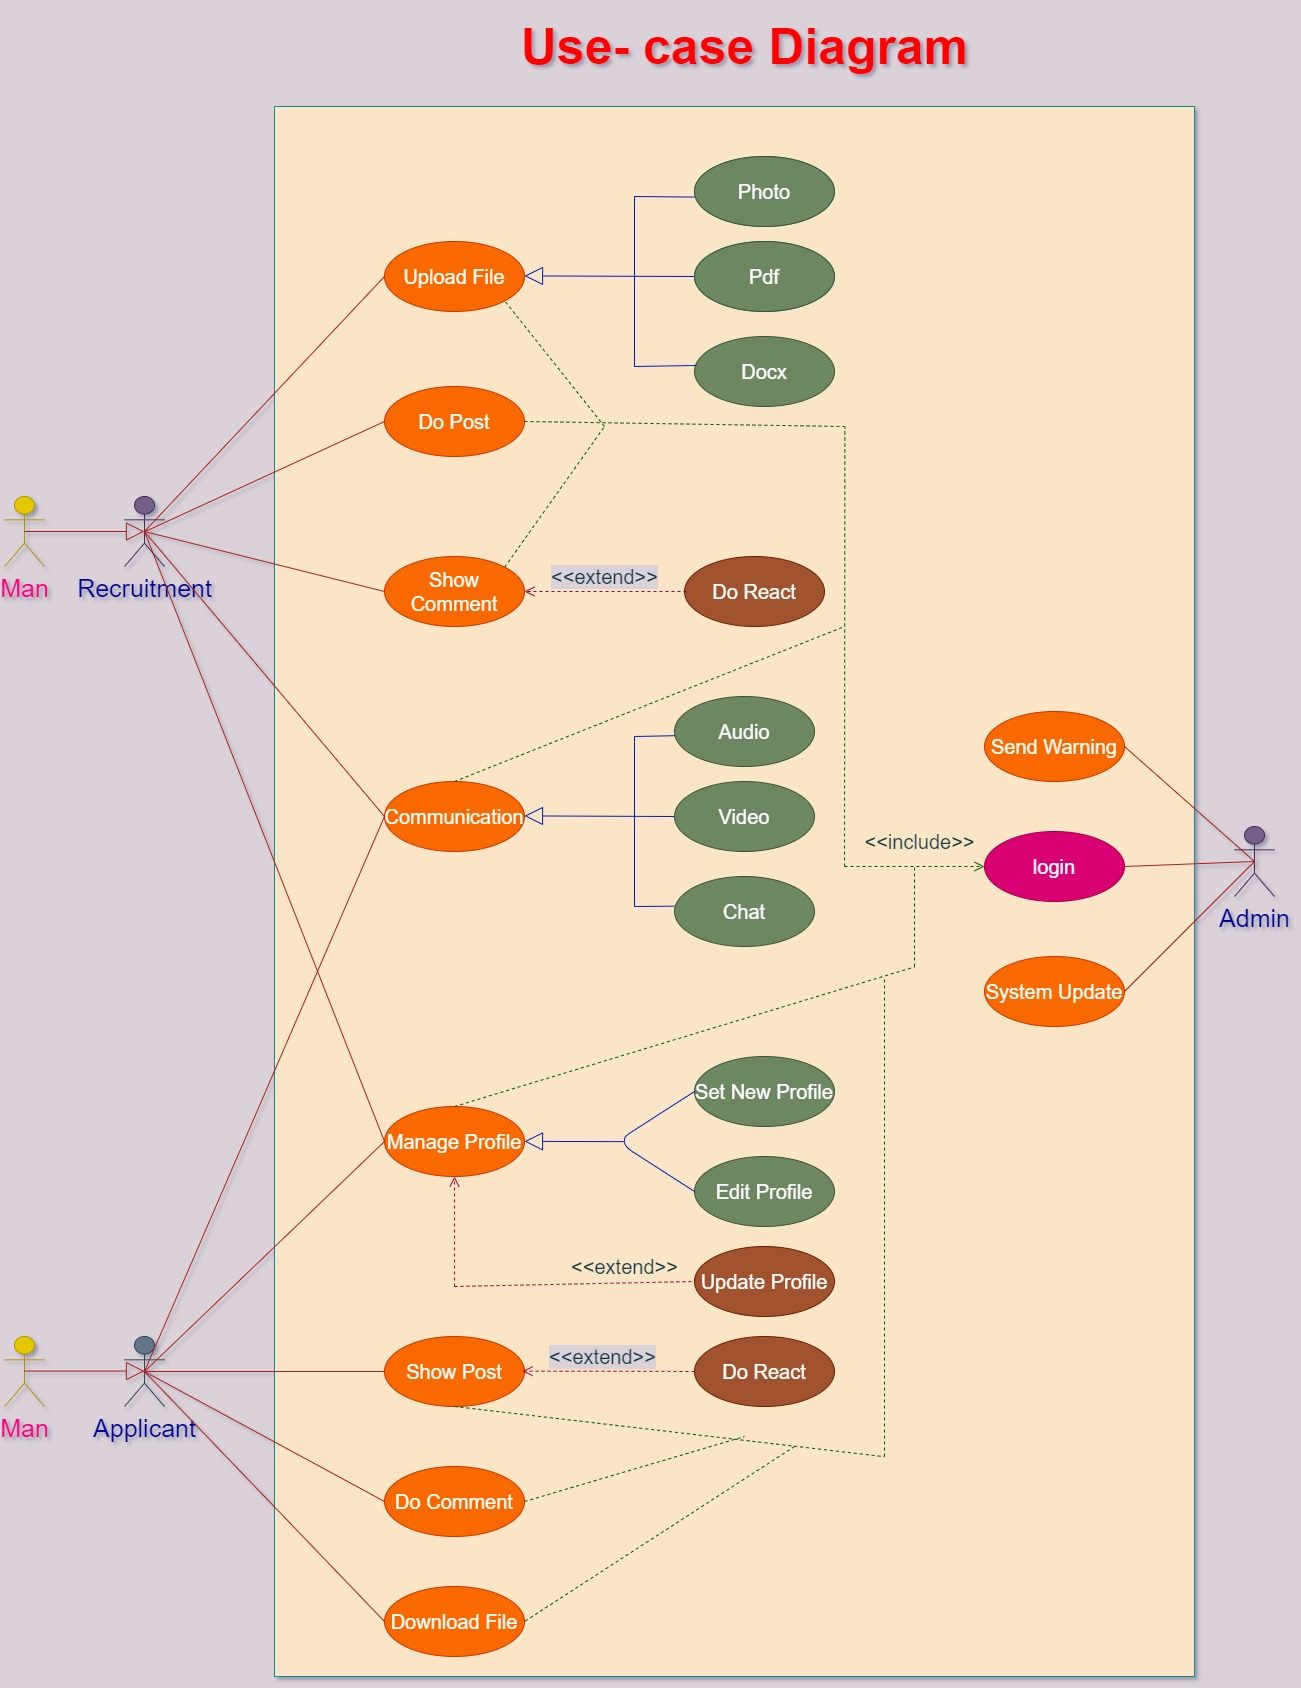 Use- case Diagram
Photo
Upload File
Pdf
Docx
Do Post
Man
Recruitment
Show
Comment
<<extend>>
Do React
Audio
Communication
Video
Chat
Send Warning
<<include>>
login
Admin
System Update
Set New Profile
Manage Profile
Edit Profile
<<extend>>
Update Profile
Man
Applicant
Show Post
<<extend>>
Do React
Do Comment
Download File